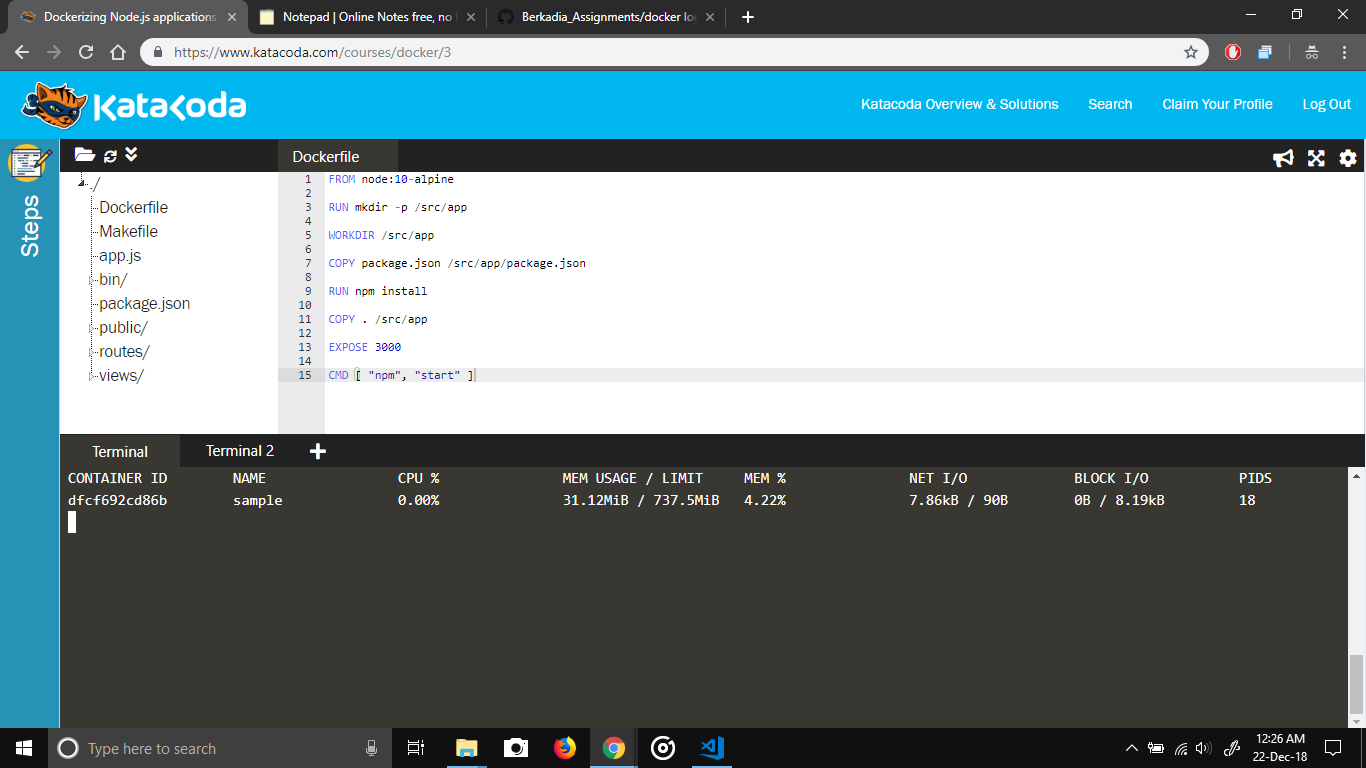 Dockerizing Node.js applications
Notepad | Online Notes free, no
Berkadia_Assignments/docker log
https://www.katacoda.com/courses/docker/3
KataKoda
Katacoda Overview & Solutions
Search
Claim Your Profile
Log Out
Steps
./
Dockerfile
Makefile
app.js
bin/
package.json
public/
routes/
views/
Dockerfile
1 FROM node:10-alpine
2
3 RUN mkdir -p /src/app
4
5 WORKDIR /src/app
6
7 COPY package.json /src/app/package.json
8
9 RUN npm install
10
11 COPY . /src/app
12
13 EXPOSE 3000
14
15 CMD [ "npm", "start" ]
Terminal
Terminal 2
CONTAINER ID NAME CPU % MEM USAGE / LIMIT MEM % NET I/O BLOCK I/O PIDS
dfcf692cd86b sample 0.00% 31.12MiB / 737.5MiB 4.22% 7.86kB / 90B 0B / 8.19kB 18
Type here to search
12:26 AM
22-Dec-18